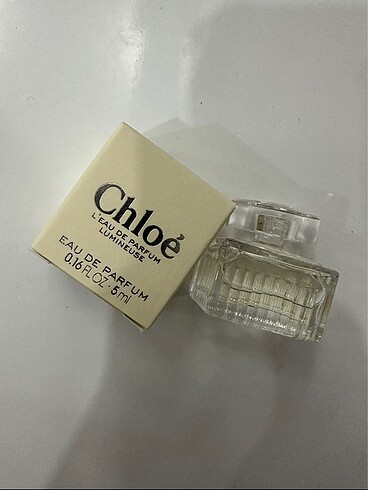 Chloé
L'EAU DE PARFUM
LUMINEUSE
EAU DE PARFUM
0.16 FL.OZ - 5 ml